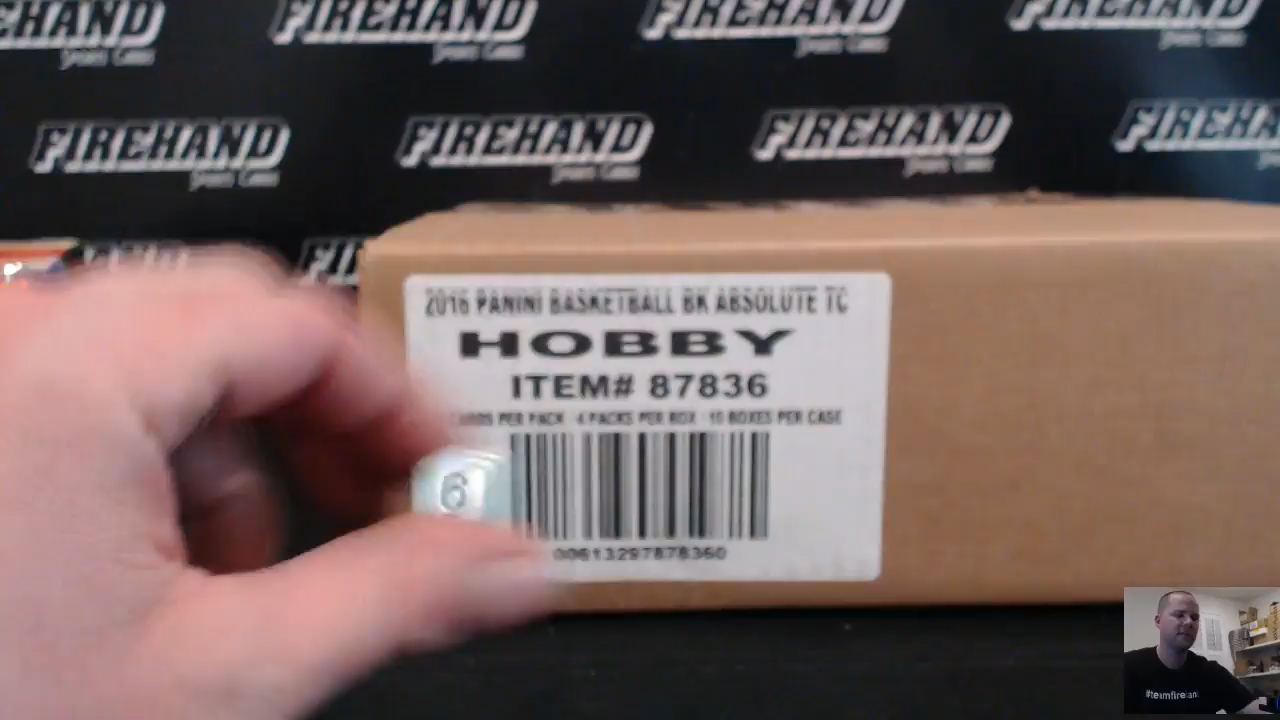 FIREHAND
FIREHAND
FIREHAND
FIREHAND
FIREHAND
FIREHAND
FIREHAND
2016 PANINI BASKETBALL BK ABSOLUTE TC
HOBBY
ITEM# 87836
PER PACK 4 PACKS PER BOX 10 BOXES PER CASE
6
00613297878360